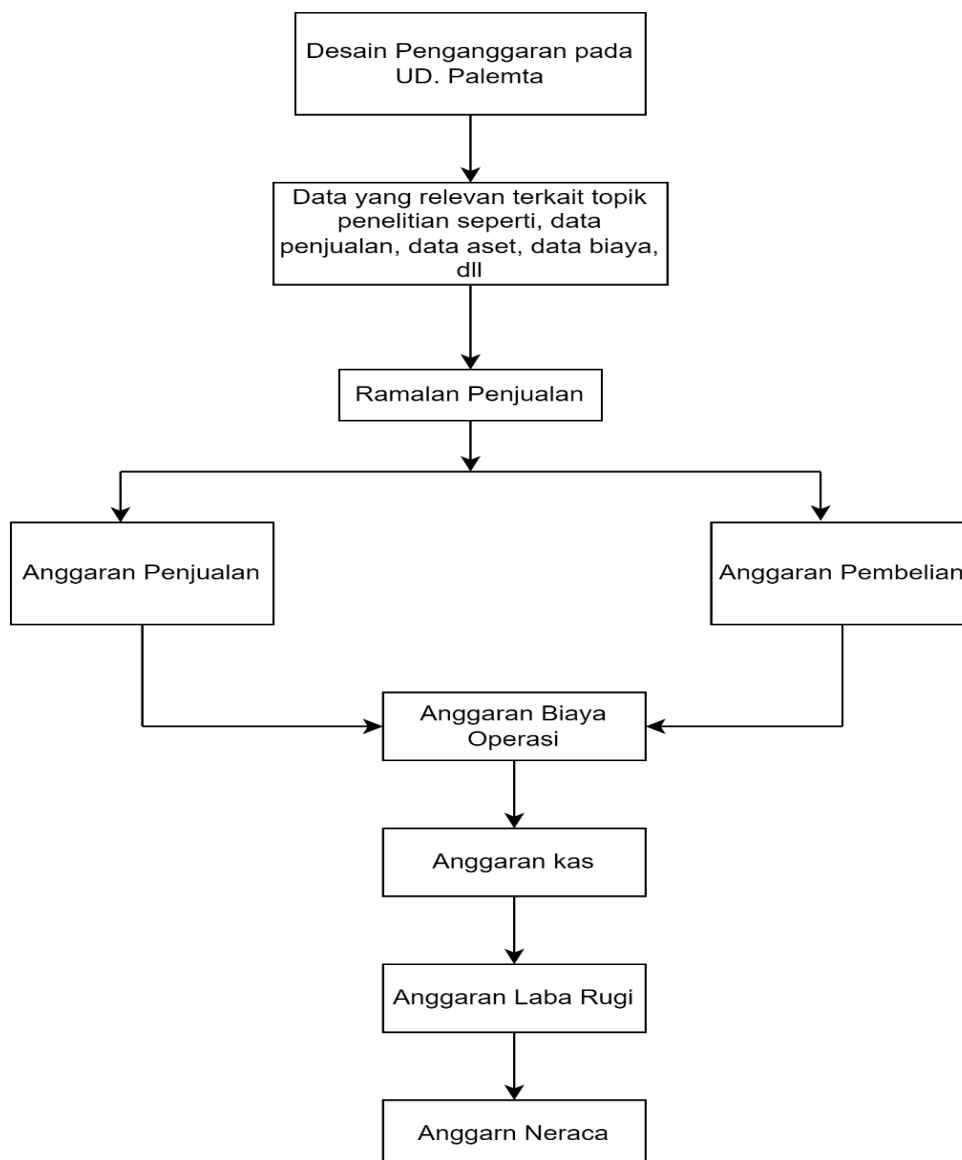 Desain Penganggaran pada
UD. Palemta
Data yang relevan terkait topik
penelitian seperti, data
penjualan, data aset, data biaya,
dll
Ramalan Penjualan
Anggaran Penjualan
Anggaran Pembelian
Anggaran Biaya
Operasi
Anggaran kas
Anggaran Laba Rugi
Anggarn Neraca